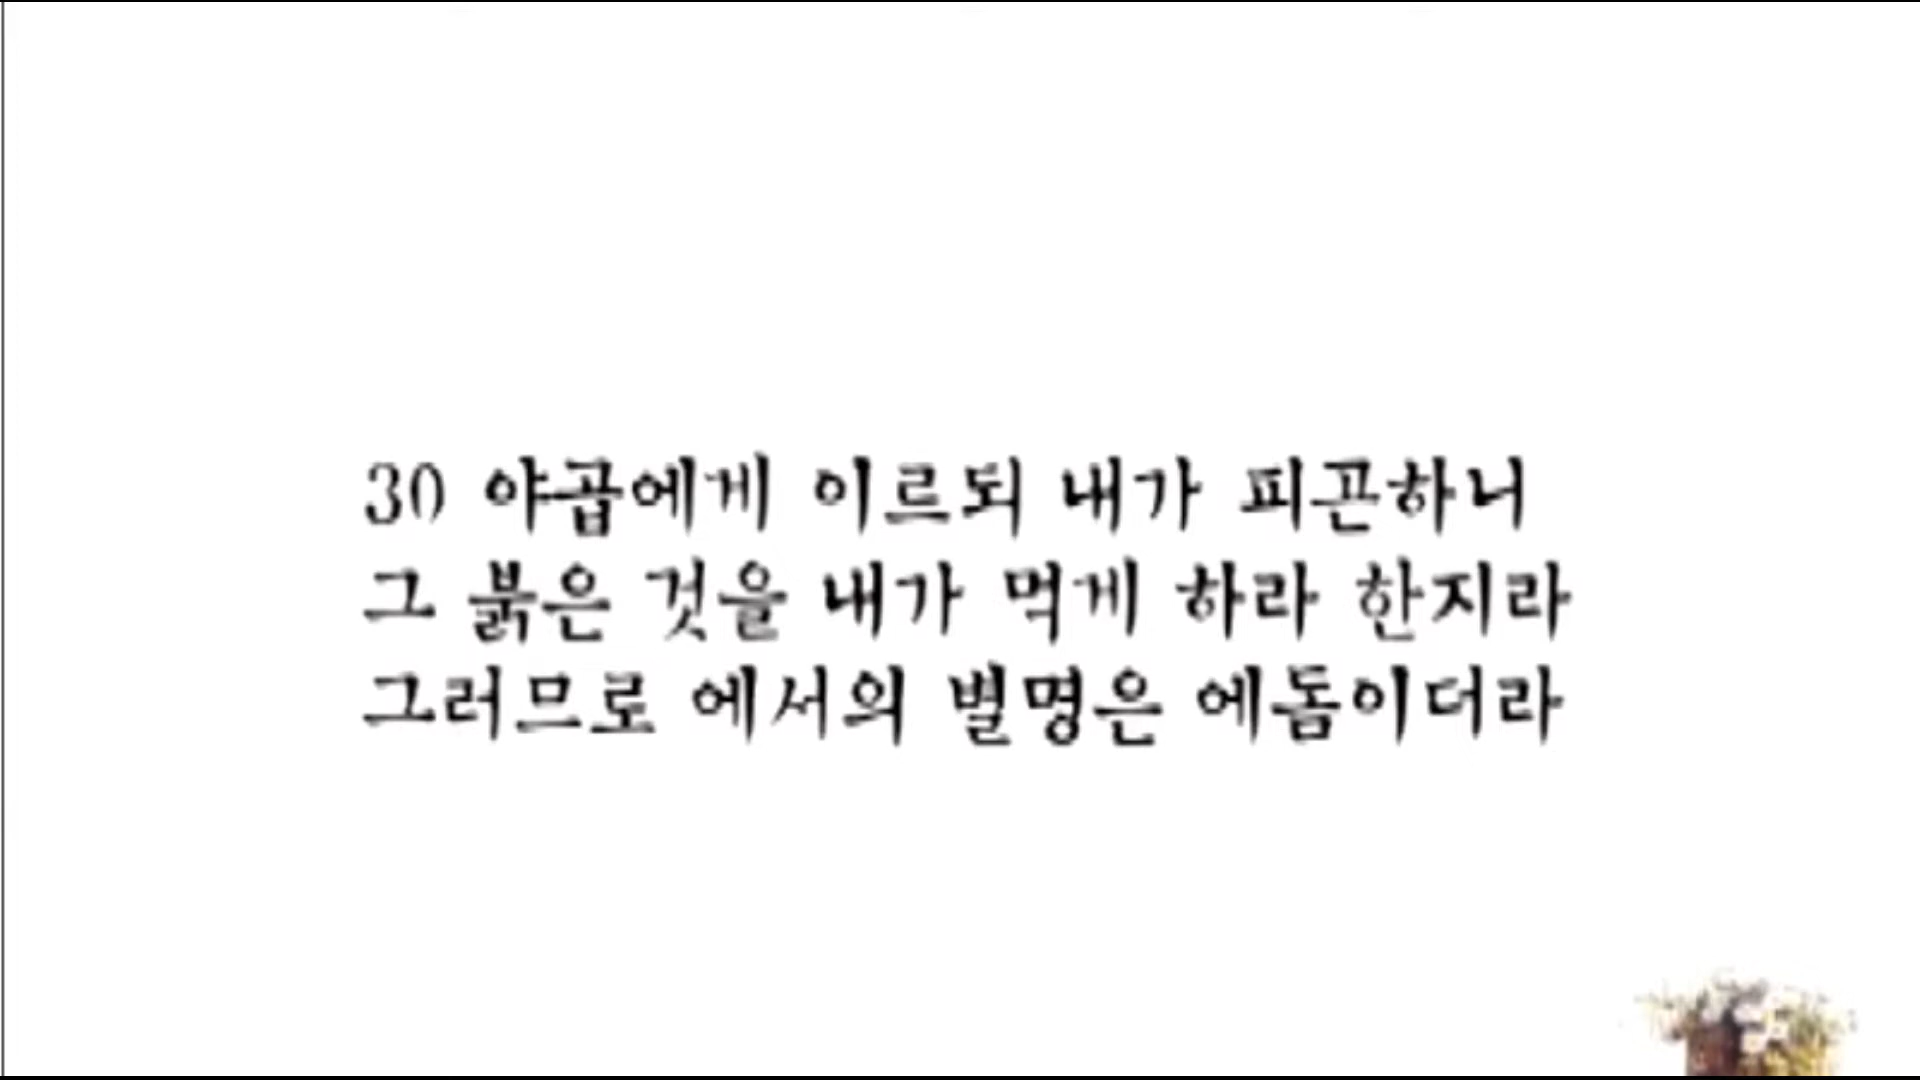 30 야곱에게 이르되 내가 피곤하니
그 붉은 것을 내가 먹게 하라 한지라
그러므로 에서의 별명은 에돔이더라